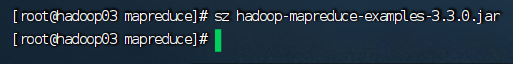 [root@hadoop03 mapreduce]# sz hadoop-mapreduce-examples-3.3.0.jar
[root@hadoop03 mapreduce]#